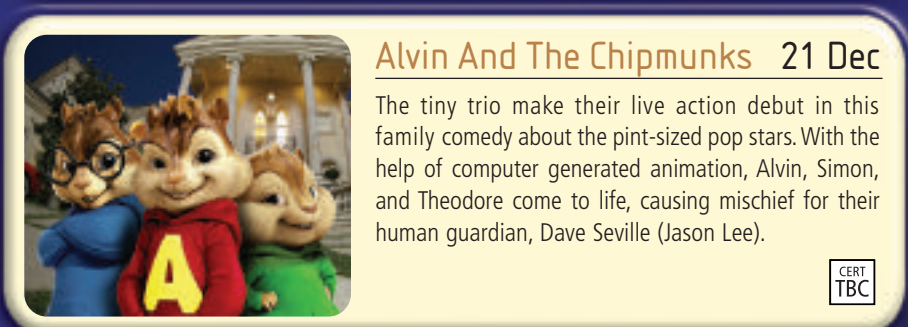 Alvin And The Chipmunks 21 Dec
The tiny trio make their live action debut in this
family comedy about the pint-sized pop stars. With the
help of computer generated animation, Alvin, Simon,
and Theodore come to life, causing mischief for their
human guardian, Dave Seville (Jason Lee).
CERT
TBC
A